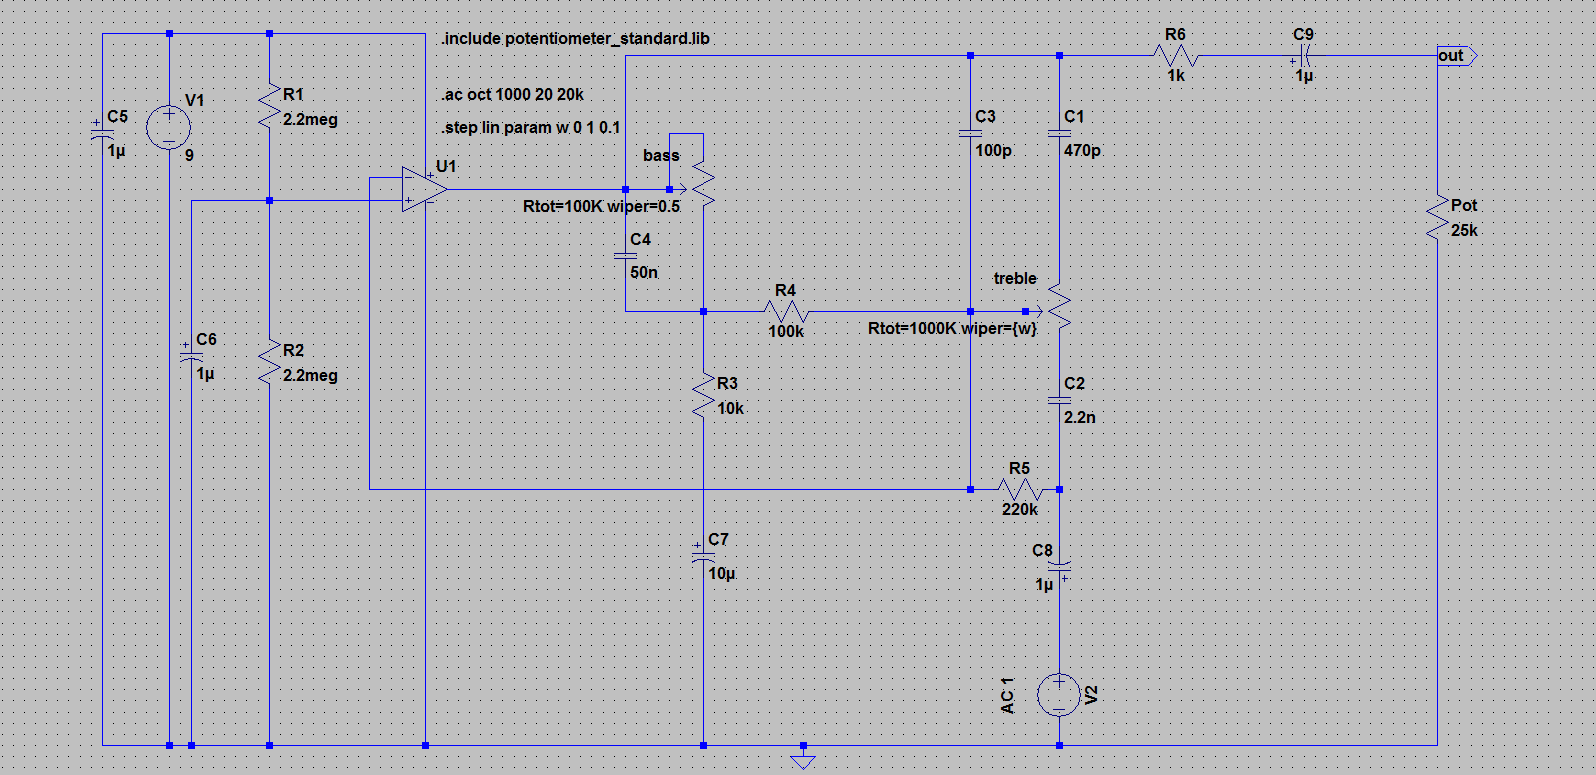 .include potentiometer_standard.lib
.ac oct 1000 20 20k
.step lin param w 0 1 0.1
R6
1k
C9
1µ
out
C5
1µ
V1
9
R1
2.2meg
U1
bass
Rtot=100K wiper=0.5
C3
100p
C1
470p
Pot
25k
C4
50n
treble
Rtot=1000K wiper={w}
R4
100k
C6
1µ
R2
2.2meg
R3
10k
C2
2.2n
R5
220k
C7
10µ
C8
1µ
AC 1
V2